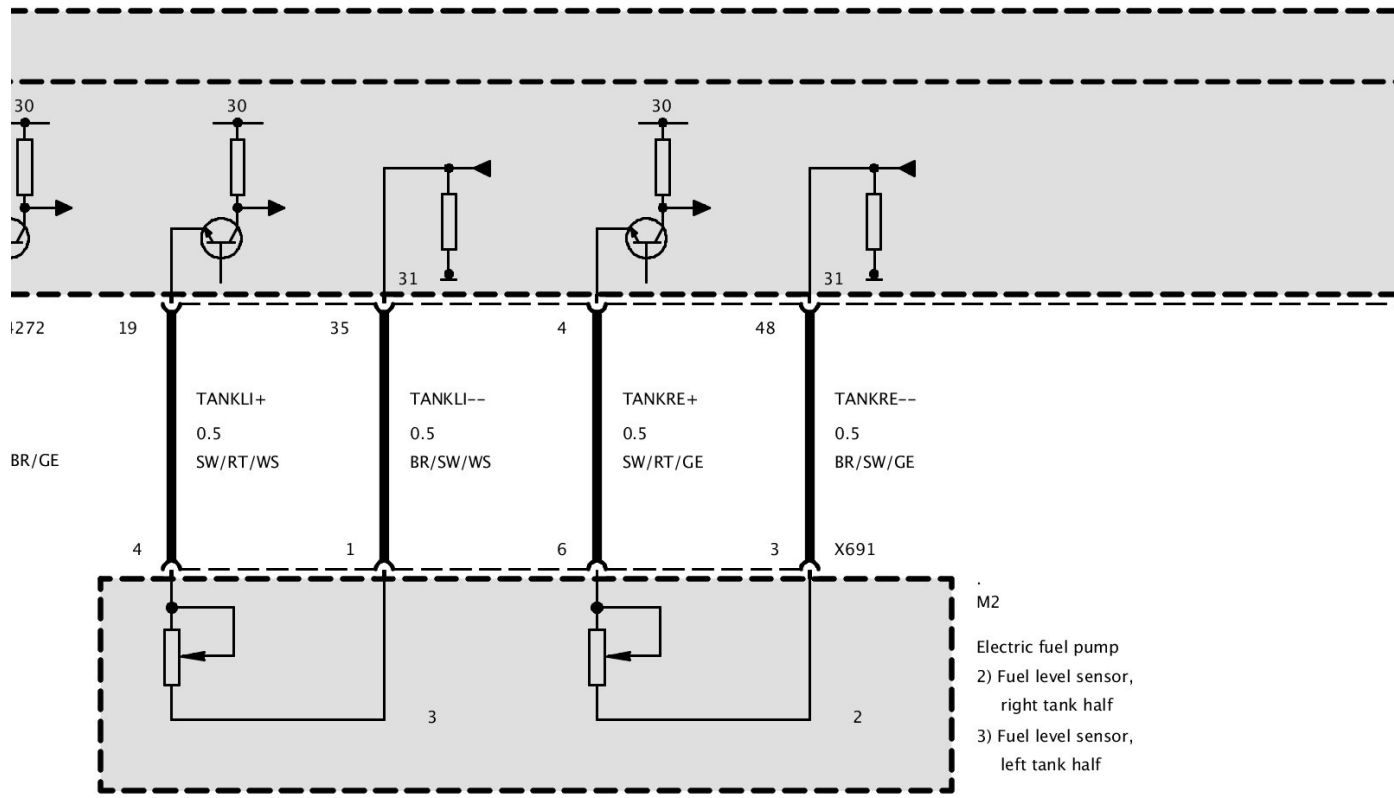 30
30
30
31
31
4272
19
35
4
48
TANKLI+
TANKLI--
TANKRE+
TANKRE--
0.5
0.5
0.5
0.5
BR/GE
SW/RT/WS
BR/SW/WS
SW/RT/GE
BR/SW/GE
4
1
6
3
X691
.
M2
Electric fuel pump
2) Fuel level sensor,
right tank half
3) Fuel level sensor,
left tank half
3
2